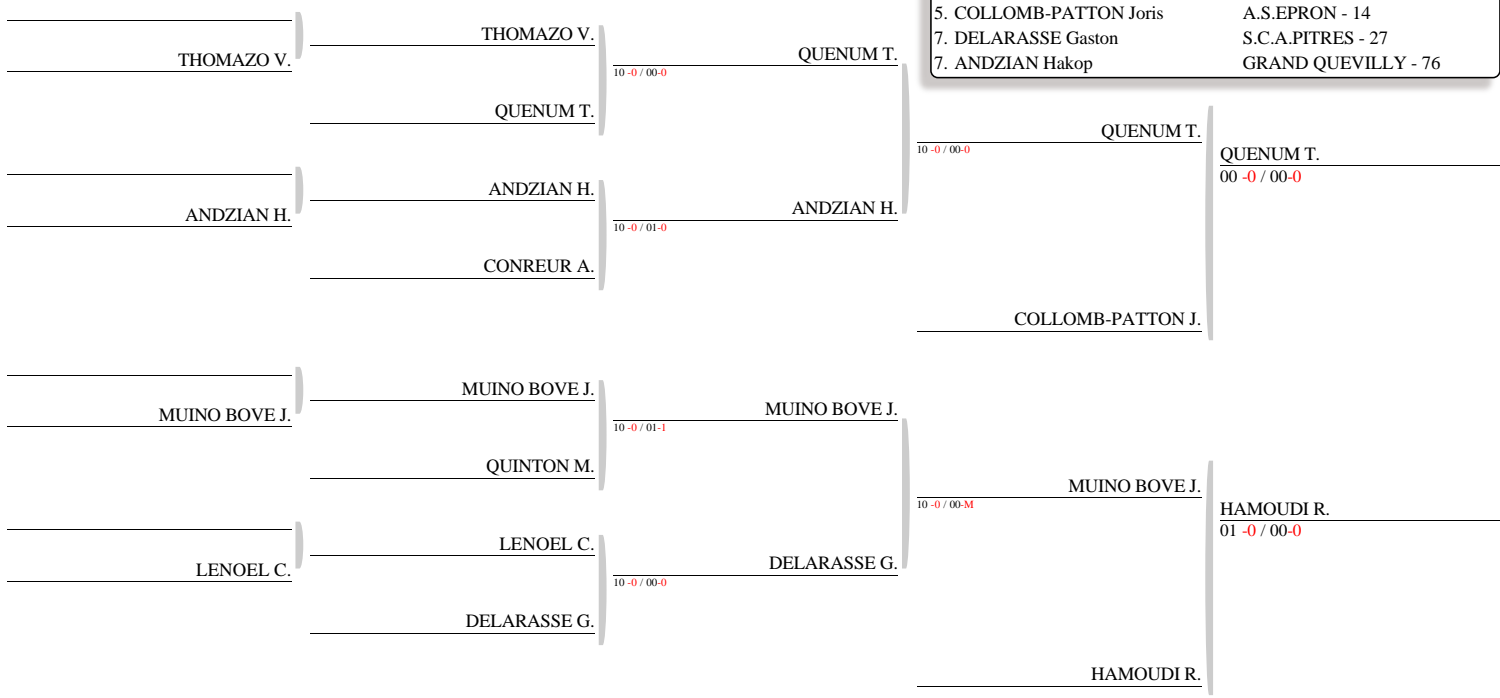 5. COLLOMB-PATTON Joris A.S.EPRON - 14
7. DELARASSE Gaston S.C.A.PITRES - 27
7. ANDZIAN Hakop GRAND QUEVILLY - 76
THOMAZO V.
THOMAZO V.
QUENUM T.
10 -0 / 00-0
QUENUM T.
QUENUM T.
10 -0 / 00-0
QUENUM T.
00 -0 / 00-0
ANDZIAN H.
ANDZIAN H.
ANDZIAN H.
10 -0 / 01-0
CONREUR A.
COLLOMB-PATTON J.
MUINO BOVE J.
MUINO BOVE J.
MUINO BOVE J.
10 -0 / 01-1
QUINTON M.
MUINO BOVE J.
10 -0 / 00-M
HAMOUDI R.
01 -0 / 00-0
LENOEL C.
LENOEL C.
DELARASSE G.
10 -0 / 00-0
DELARASSE G.
HAMOUDI R.